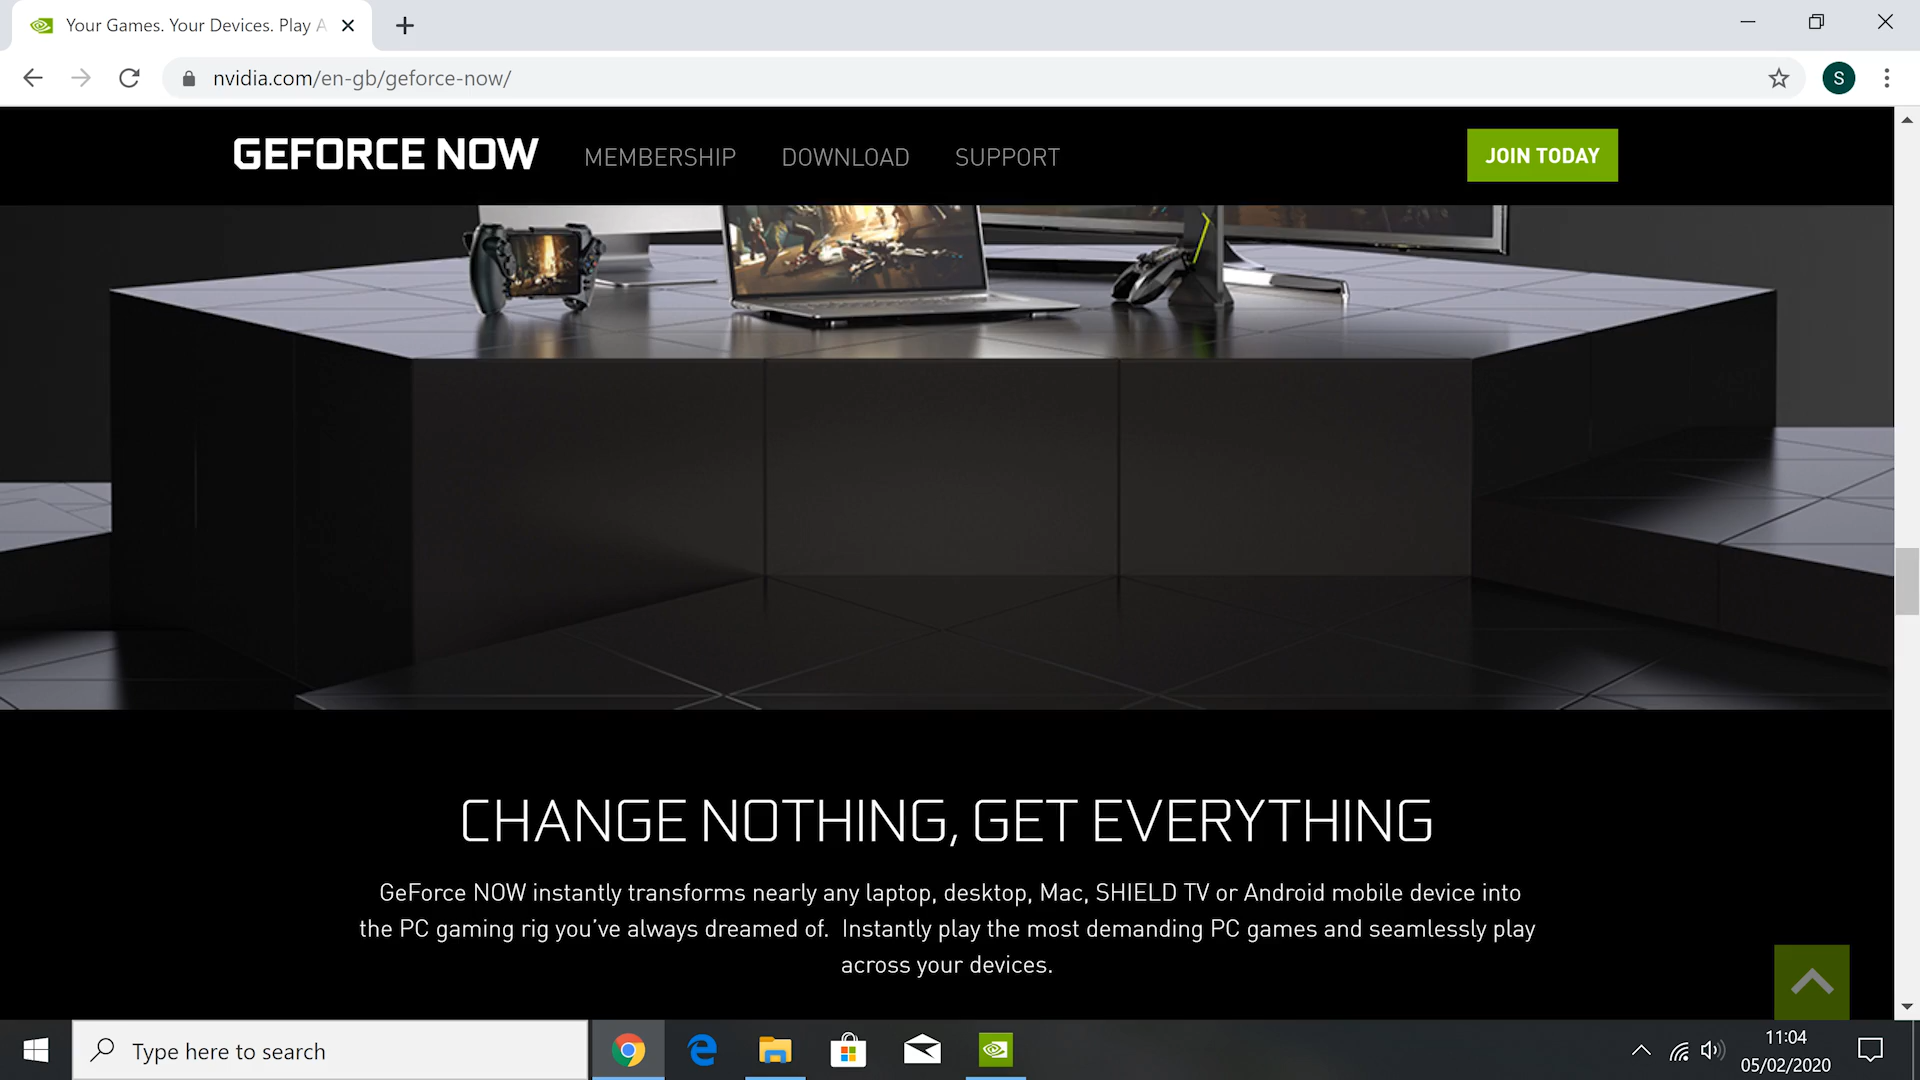 Your Games. Your Devices. Play A
nvidia.com/en-gb/geforce-now/
S
GEFORCE NOW
MEMBERSHIP
DOWNLOAD
SUPPORT
JOIN TODAY
CHANGE NOTHING, GET EVERYTHING
GeForce NOW instantly transforms nearly any laptop, desktop, Mac, SHIELD TV or Android mobile device into
the PC gaming rig you’ve always dreamed of. Instantly play the most demanding PC games and seamlessly play
across your devices.
Type here to search
11:04
05/02/2020